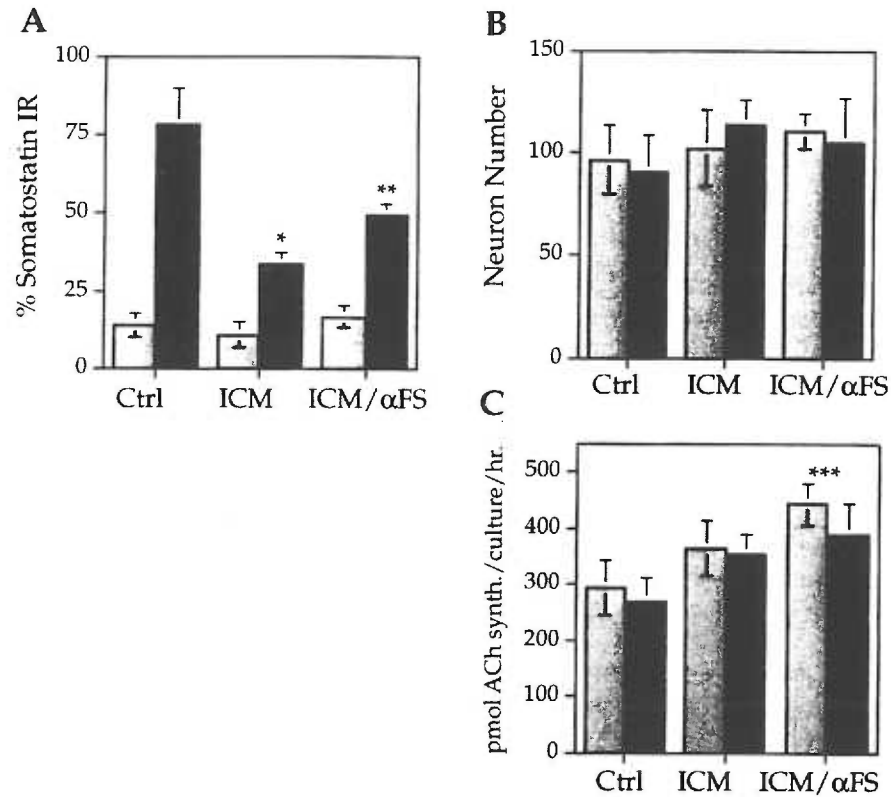 A
% Somatostatin IR
100
75
50
25
0
*
**
Ctrl
ICM
ICM/αFS
B
Neuron Number
150
100
50
0
Ctrl
ICM
ICM/αFS
C
pmol ACh synth./culture/hr.
500
400
300
200
100
0
***
Ctrl
ICM
ICM/αFS